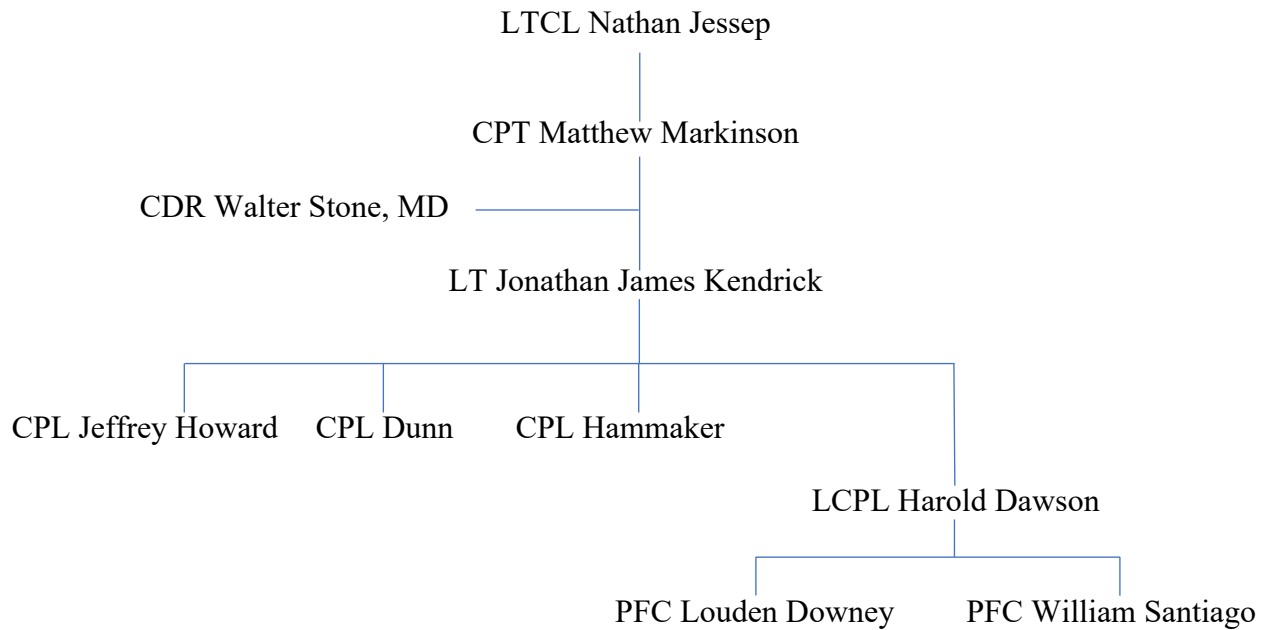 LTCL Nathan Jessep
CPT Matthew Markinson
CDR Walter Stone, MD
LT Jonathan James Kendrick
CPL Jeffrey Howard
CPL Dunn
CPL Hammaker
LCPL Harold Dawson
PFC Louden Downey
PFC William Santiago